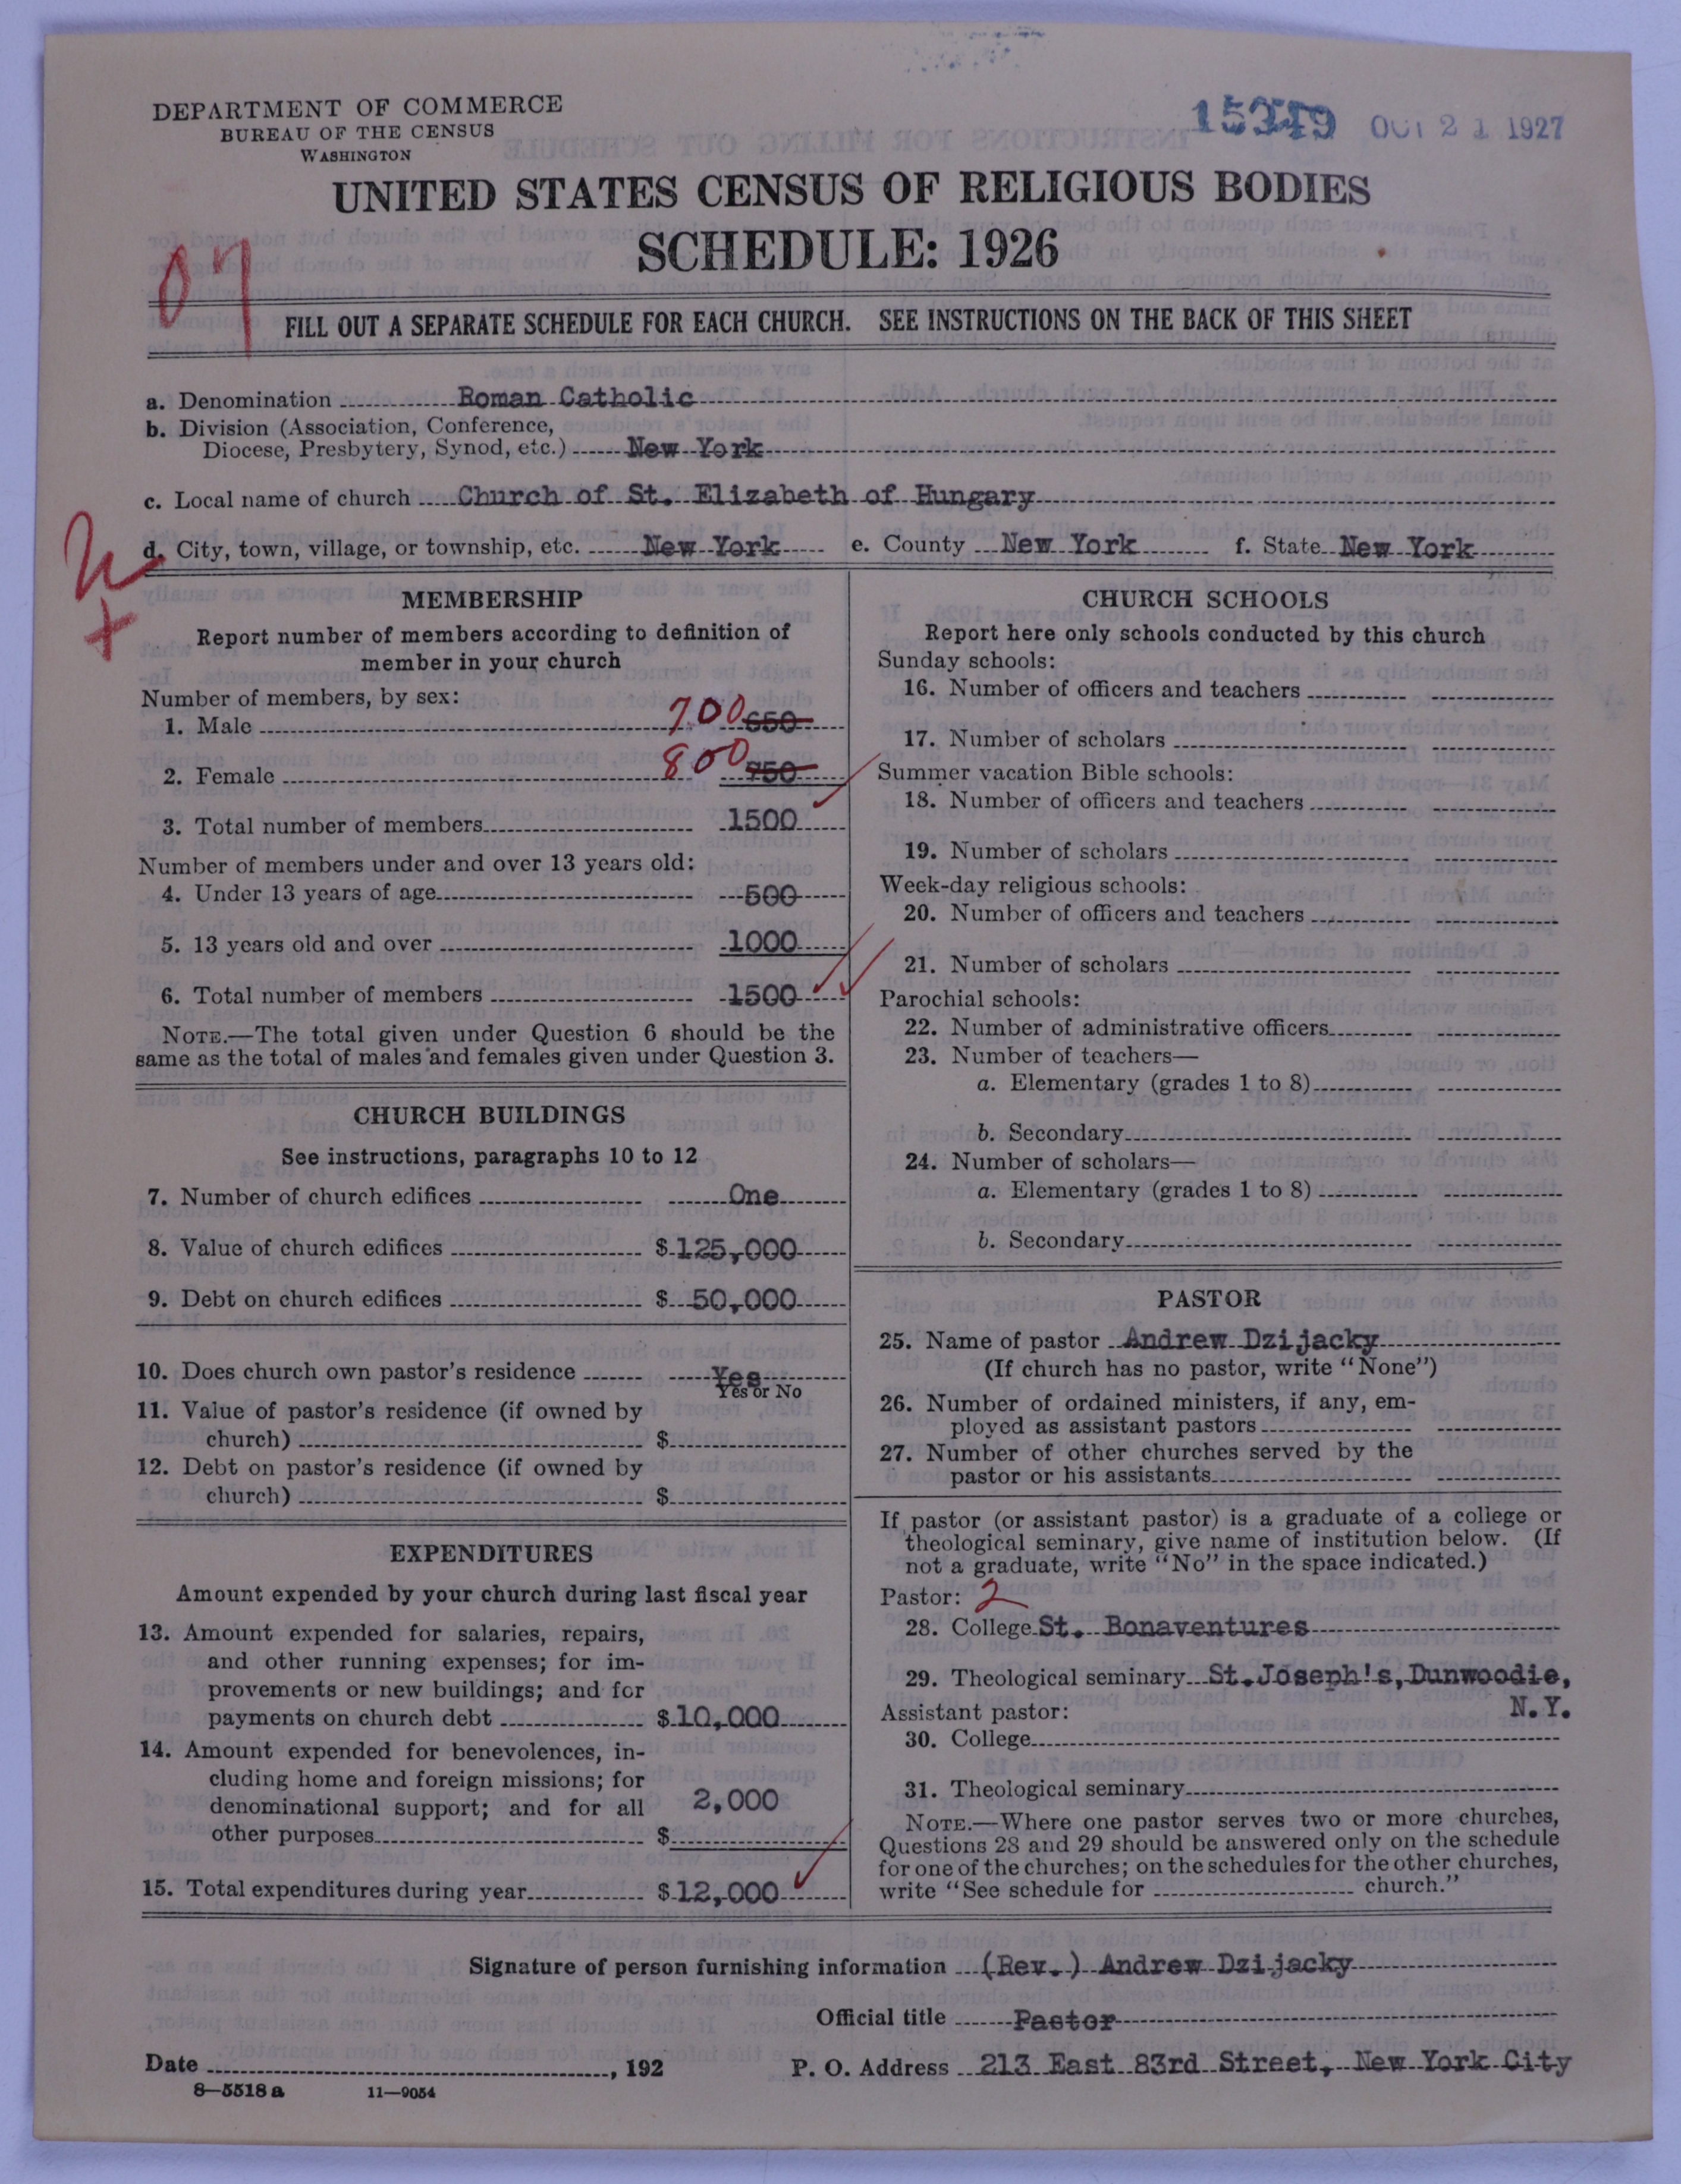 DEPARTMENT OF COMMERCE
BUREAU OF THE CENSUS
WASHINGTON
OCT 21 1927
UNITED STATES CENSUS OF RELIGIOUS BODIES
SCHEDULE: 1926
07
FILL OUT A SEPARATE SCHEDULE FOR EACH CHURCH. SEE INSTRUCTIONS ON THE BACK OF THIS SHEET
a. Denomination Roman Catholic
b. Division (Association, Conference,
Diocese, Presbytery, Synod, etc.) New York
c. Local name of church Church of St. Elizabeth of Hungary
d. City, town, village, or township, etc. New York e. County New York f. State New York
MEMBERSHIP
Report number of members according to definition of
member in your church
Number of members, by sex:
1. Male 700 650
2. Female 800 750
3. Total number of members 1500
Number of members under and over 13 years old:
4. Under 13 years of age 500
5. 13 years old and over 1000
6. Total number of members 1500
NOTE.—The total given under Question 6 should be the
same as the total of males and females given under Question 3.
CHURCH BUILDINGS
See instructions, paragraphs 10 to 12
7. Number of church edifices One
8. Value of church edifices $ 125,000
9. Debt on church edifices $ 50,000
10. Does church own pastor's residence Yes
Yes or No
11. Value of pastor's residence (if owned by
church) $
12. Debt on pastor's residence (if owned by
church) $
EXPENDITURES
Amount expended by your church during last fiscal year
13. Amount expended for salaries, repairs,
and other running expenses; for im-
provements or new buildings; and for
payments on church debt $ 10,000
14. Amount expended for benevolences, in-
cluding home and foreign missions; for
denominational support; and for all 2,000
other purposes $
15. Total expenditures during year $ 12,000
CHURCH SCHOOLS
Report here only schools conducted by this church
Sunday schools:
16. Number of officers and teachers
17. Number of scholars
Summer vacation Bible schools:
18. Number of officers and teachers
19. Number of scholars
Week-day religious schools:
20. Number of officers and teachers
21. Number of scholars
Parochial schools:
22. Number of administrative officers
23. Number of teachers—
a. Elementary (grades 1 to 8)
b. Secondary
24. Number of scholars—
a. Elementary (grades 1 to 8)
b. Secondary
PASTOR
25. Name of pastor Andrew Dzijacky
(If church has no pastor, write "None")
26. Number of ordained ministers, if any, em-
ployed as assistant pastors
27. Number of other churches served by the
pastor or his assistants
If pastor (or assistant pastor) is a graduate of a college or
theological seminary, give name of institution below. (If
not a graduate, write "No" in the space indicated.)
Pastor: 2
28. College St. Bonaventures
29. Theological seminary St.Joseph's,Dunwoodie,
Assistant pastor: N.Y.
30. College
31. Theological seminary
NOTE.—Where one pastor serves two or more churches,
Questions 28 and 29 should be answered only on the schedule
for one of the churches; on the schedules for the other churches,
write "See schedule for church."
Signature of person furnishing information (Rev.) Andrew Dzijacky
Official title Pastor
Date , 192 P. O. Address 213 East 83rd Street, New York City
8—5518 a 11—9054